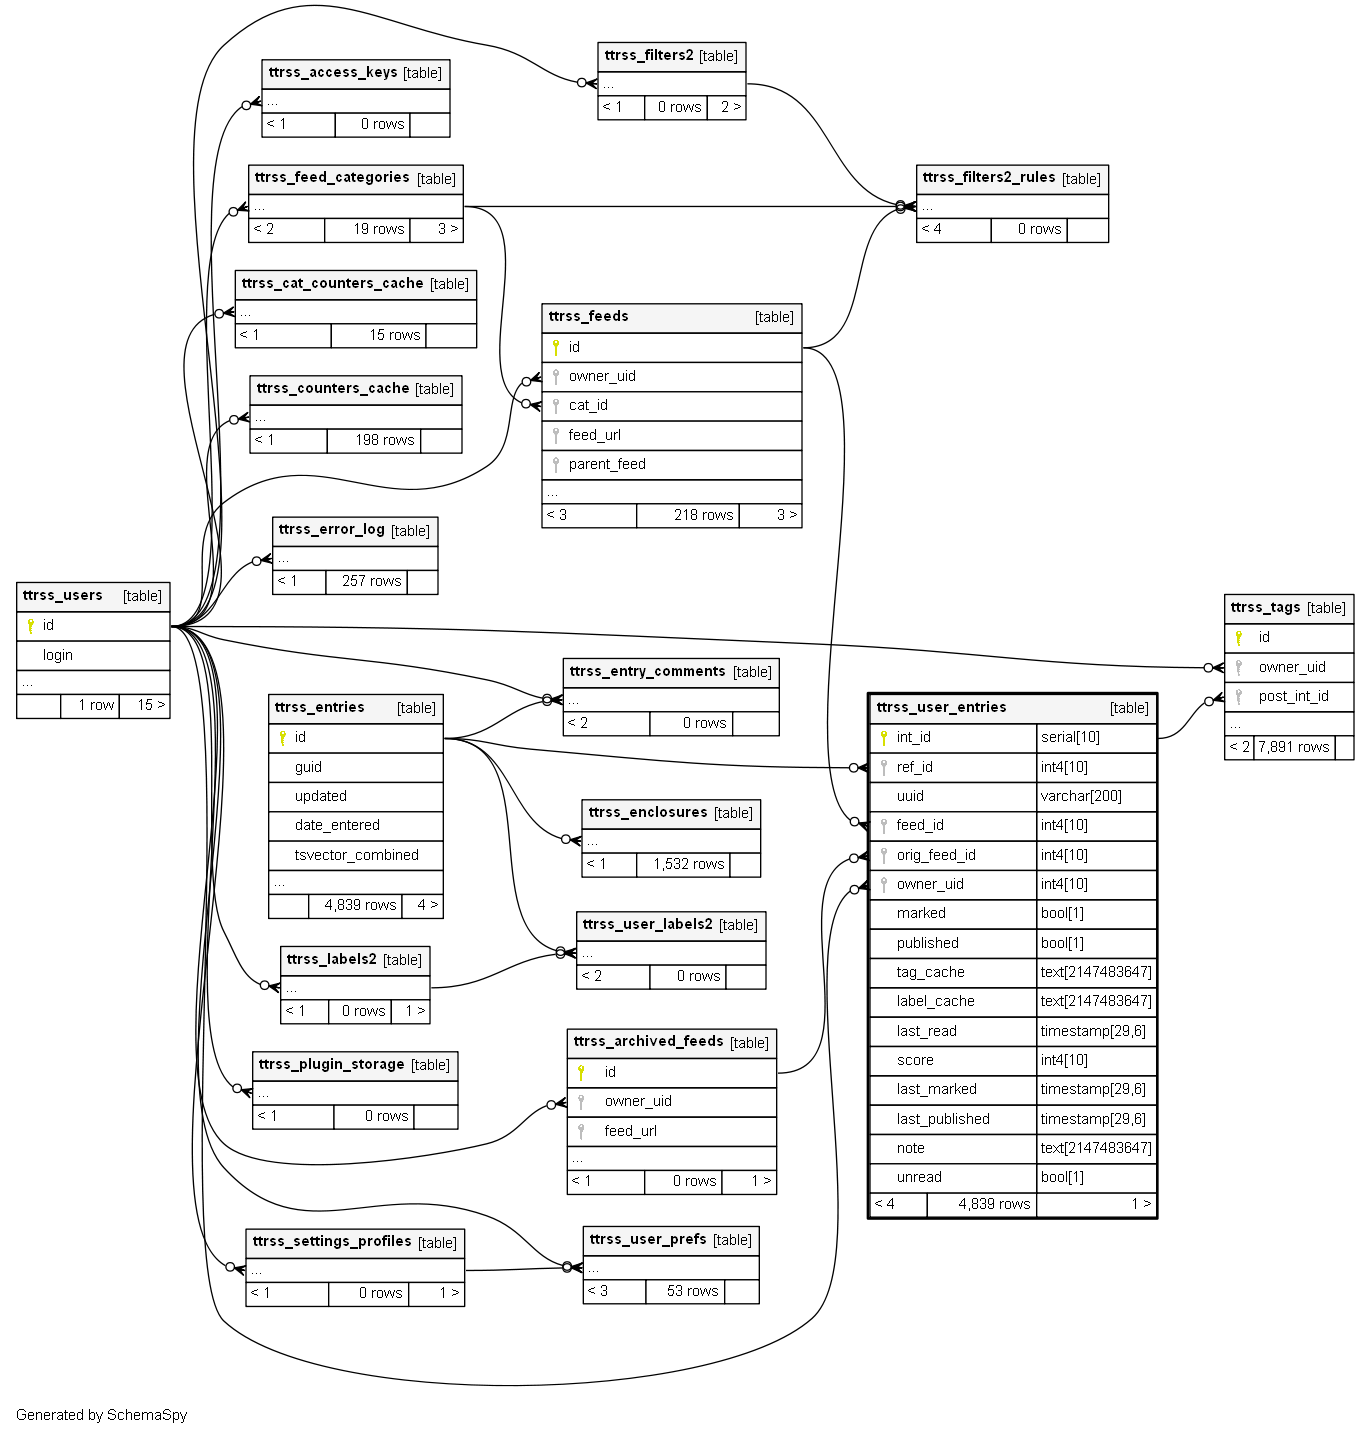 ttrss_filters2 [table]
...
< 1 0 rows 2 >
ttrss_access_keys [table]
...
< 1 0 rows
ttrss_feed_categories [table]
...
< 2 19 rows 3 >
ttrss_filters2_rules [table]
...
< 4 0 rows
ttrss_cat_counters_cache [table]
...
< 1 15 rows
ttrss_feeds [table]
id
owner_uid
cat_id
feed_url
parent_feed
...
< 3 218 rows 3 >
ttrss_counters_cache [table]
...
< 1 198 rows
ttrss_error_log [table]
...
< 1 257 rows
ttrss_users [table]
id
login
...
1 row 15 >
ttrss_tags [table]
id
owner_uid
post_int_id
...
< 2 7,891 rows
ttrss_entry_comments [table]
...
< 2 0 rows
ttrss_entries [table]
id
guid
updated
date_entered
tsvector_combined
...
4,839 rows 4 >
ttrss_user_entries [table]
int_id serial[10]
ref_id int4[10]
uuid varchar[200]
feed_id int4[10]
orig_feed_id int4[10]
owner_uid int4[10]
marked bool[1]
published bool[1]
tag_cache text[2147483647]
label_cache text[2147483647]
last_read timestamp[29,6]
score int4[10]
last_marked timestamp[29,6]
last_published timestamp[29,6]
note text[2147483647]
unread bool[1]
< 4 4,839 rows 1 >
ttrss_enclosures [table]
...
< 1 1,532 rows
ttrss_user_labels2 [table]
...
< 2 0 rows
ttrss_labels2 [table]
...
< 1 0 rows 1 >
ttrss_archived_feeds [table]
id
owner_uid
feed_url
...
< 1 0 rows 1 >
ttrss_plugin_storage [table]
...
< 1 0 rows
ttrss_settings_profiles [table]
...
< 1 0 rows 1 >
ttrss_user_prefs [table]
...
< 3 53 rows
Generated by SchemaSpy